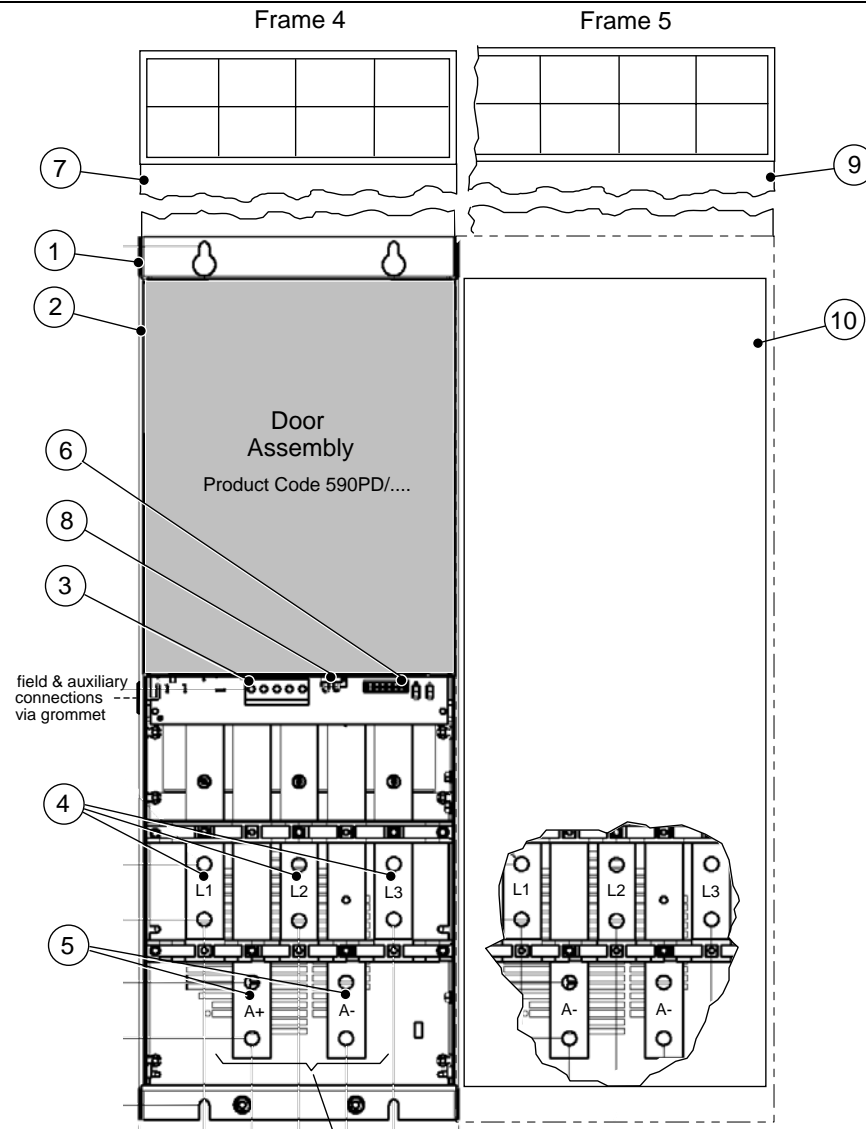 Frame 4
Frame 5
7
9
1
2
10
Door
Assembly
Product Code 590PD/....
6
8
3
field & auxiliary
connections
via grommet
4
L1
L2
L3
L1
L2
L3
5
A+
A-
A-
A-